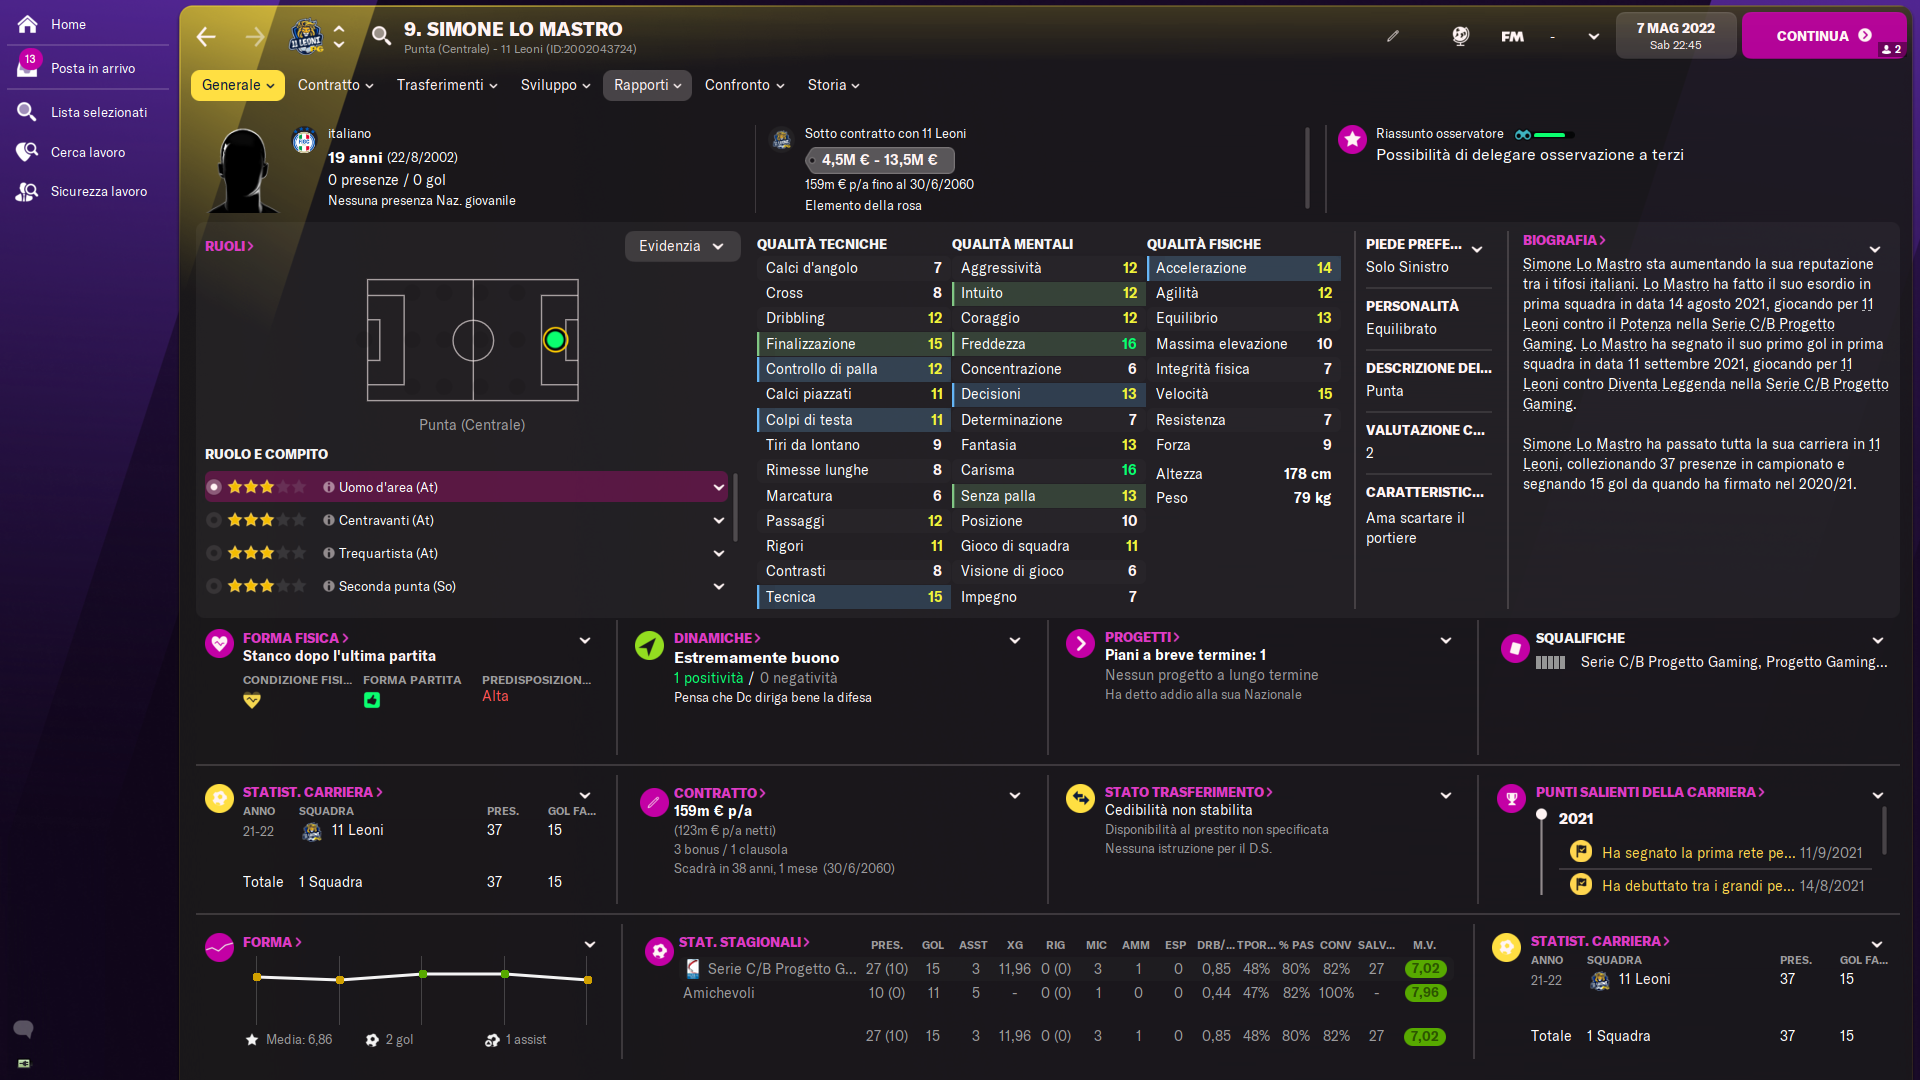 Home
13
Posta in arrivo
Lista selezionati
Cerca lavoro
Sicurezza lavoro
11 LEONI
9. SIMONE LO MASTRO
Punta (Centrale) - 11 Leoni (ID:2002043724)
FM
-
7 MAG 2022
Sab 22:45
CONTINUA
2
Generale
Contratto
Trasferimenti
Sviluppo
Rapporti
Confronto
Storia
italiano
19 anni (22/8/2002)
0 presenze / 0 gol
Nessuna presenza Naz. giovanile
Sotto contratto con 11 Leoni
4,5M € - 13,5M €
159m € p/a fino al 30/6/2060
Elemento della rosa
Riassunto osservatore
Possibilità di delegare osservazione a terzi
RUOLI
Evidenzia
Punta (Centrale)
RUOLO E COMPITO
Uomo d'area (At)
Centravanti (At)
Trequartista (At)
Seconda punta (So)
QUALITÀ TECNICHE
Calci d'angolo 7
Cross 8
Dribbling 12
Finalizzazione 15
Controllo di palla 12
Calci piazzati 11
Colpi di testa 11
Tiri da lontano 9
Rimesse lunghe 8
Marcatura 6
Passaggi 12
Rigori 11
Contrasti 8
Tecnica 15
QUALITÀ MENTALI
Aggressività 12
Intuito 12
Coraggio 12
Freddezza 16
Concentrazione 6
Decisioni 13
Determinazione 7
Fantasia 13
Carisma 16
Senza palla 13
Posizione 10
Gioco di squadra 11
Visione di gioco 6
Impegno 7
QUALITÀ FISICHE
Accelerazione 14
Agilità 12
Equilibrio 13
Massima elevazione 10
Integrità fisica 7
Velocità 15
Resistenza 7
Forza 9
Altezza 178 cm
Peso 79 kg
PIEDE PREFE...
Solo Sinistro
PERSONALITÀ
Equilibrato
DESCRIZIONE DEI...
Punta
VALUTAZIONE C...
2
CARATTERISTIC...
Ama scartare il
portiere
BIOGRAFIA
Simone Lo Mastro sta aumentando la sua reputazione
tra i tifosi italiani. Lo Mastro ha fatto il suo esordio in
prima squadra in data 14 agosto 2021, giocando per 11
Leoni contro il Potenza nella Serie C/B Progetto
Gaming. Lo Mastro ha segnato il suo primo gol in prima
squadra in data 11 settembre 2021, giocando per 11
Leoni contro Diventa Leggenda nella Serie C/B Progetto
Gaming.
Simone Lo Mastro ha passato tutta la sua carriera in 11
Leoni, collezionando 37 presenze in campionato e
segnando 15 gol da quando ha firmato nel 2020/21.
FORMA FISICA
Stanco dopo l'ultima partita
CONDIZIONE FISI... FORMA PARTITA PREDISPOSIZION...
Alta
DINAMICHE
Estremamente buono
1 positività / 0 negatività
Pensa che Dc diriga bene la difesa
PROGETTI
Piani a breve termine: 1
Nessun progetto a lungo termine
Ha detto addio alla sua Nazionale
SQUALIFICHE
Serie C/B Progetto Gaming, Progetto Gaming...
STATIST. CARRIERA
ANNO SQUADRA PRES. GOL FA...
21-22 11 Leoni 37 15
Totale 1 Squadra 37 15
CONTRATTO
159m € p/a
(123m € p/a netti)
3 bonus / 1 clausola
Scadrà in 38 anni, 1 mese (30/6/2060)
STATO TRASFERIMENTO
Cedibilità non stabilita
Disponibilità al prestito non specificata
Nessuna istruzione per il D.S.
PUNTI SALIENTI DELLA CARRIERA
2021
Ha segnato la prima rete pe... 11/9/2021
Ha debuttato tra i grandi pe... 14/8/2021
FORMA
Media: 6,86 2 gol 1 assist
STAT. STAGIONALI PRES. GOL ASST XG RIG MIC AMM ESP DRB/... TPOR... % PAS CONV SALV... M.V.
Serie C/B Progetto G... 27 (10) 15 3 11,96 0 (0) 3 1 0 0,85 48% 80% 82% 27 7,02
Amichevoli 10 (0) 11 5 - 0 (0) 1 0 0 0,44 47% 82% 100% - 7,96
27 (10) 15 3 11,96 0 (0) 3 1 0 0,85 48% 80% 82% 27 7,02
STATIST. CARRIERA
ANNO SQUADRA PRES. GOL FA...
21-22 11 Leoni 37 15
Totale 1 Squadra 37 15